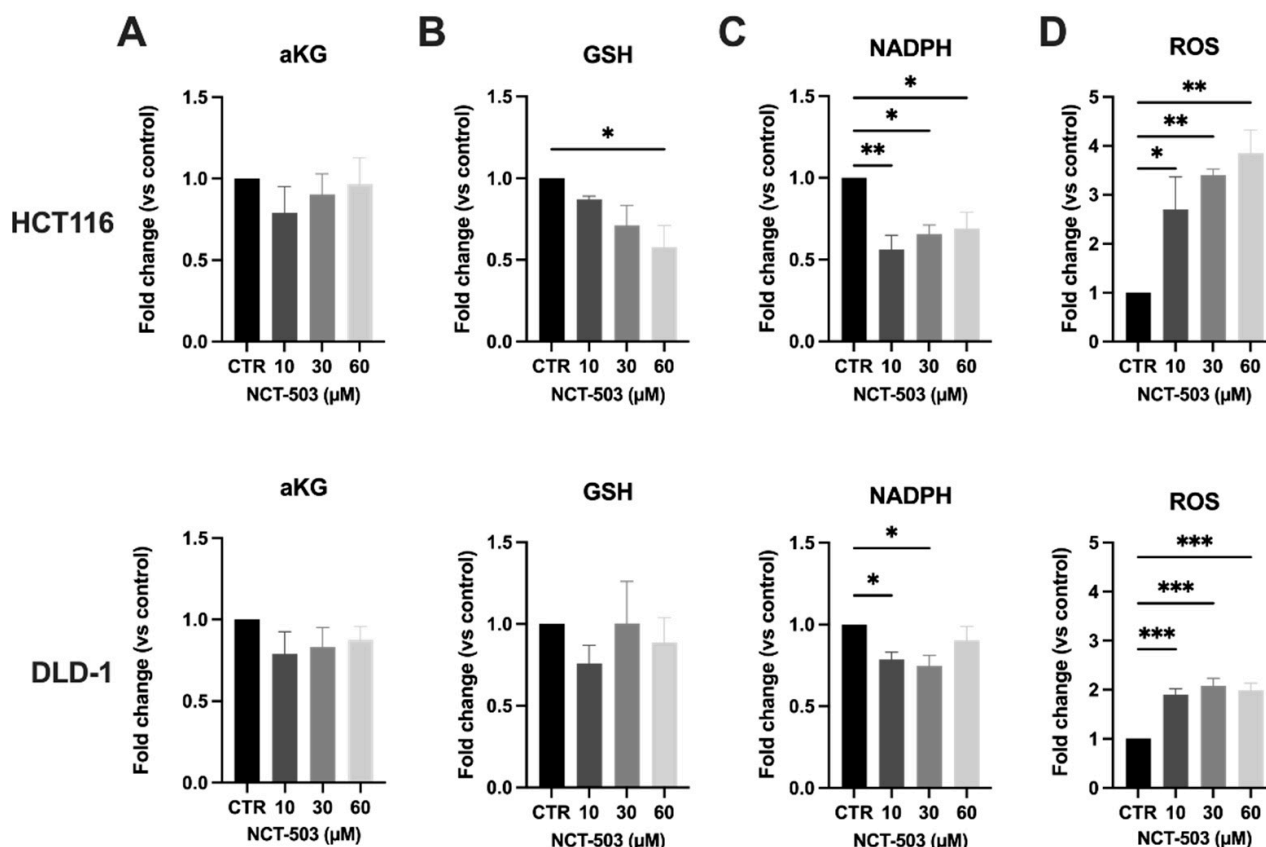 A
B
C
D
HCT116
aKG
Fold change (vs control)
1.5
1.0
0.5
0.0
CTR 10 30 60
NCT-503 (μM)
GSH
Fold change (vs control)
1.5
1.0
0.5
0.0
*
CTR 10 30 60
NCT-503 (μM)
NADPH
Fold change (vs control)
1.5
1.0
0.5
0.0
*
*
**
CTR 10 30 60
NCT-503 (μM)
ROS
Fold change (vs control)
5
4
3
2
1
0
**
**
*
CTR 10 30 60
NCT-503 (μM)
DLD-1
aKG
Fold change (vs control)
1.5
1.0
0.5
0.0
CTR 10 30 60
NCT-503 (μM)
GSH
Fold change (vs control)
1.5
1.0
0.5
0.0
CTR 10 30 60
NCT-503 (μM)
NADPH
Fold change (vs control)
1.5
1.0
0.5
0.0
*
*
CTR 10 30 60
NCT-503 (μM)
ROS
Fold change (vs control)
5
4
3
2
1
0
***
***
***
CTR 10 30 60
NCT-503 (μM)